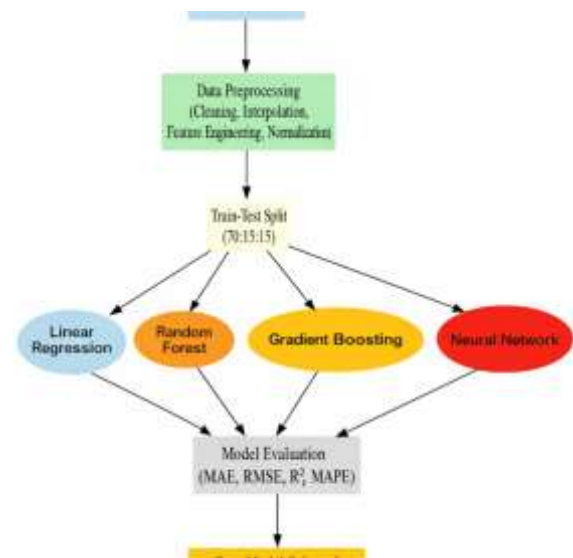 Data Preprocessing
(Cleaning, Interpolation,
Feature Engineering, Normalization)
Train-Test Split
(70:15:15)
Linear
Regression
Random
Forest
Gradient Boosting
Neural Network
Model Evaluation
(MAE, RMSE, R², MAPE)